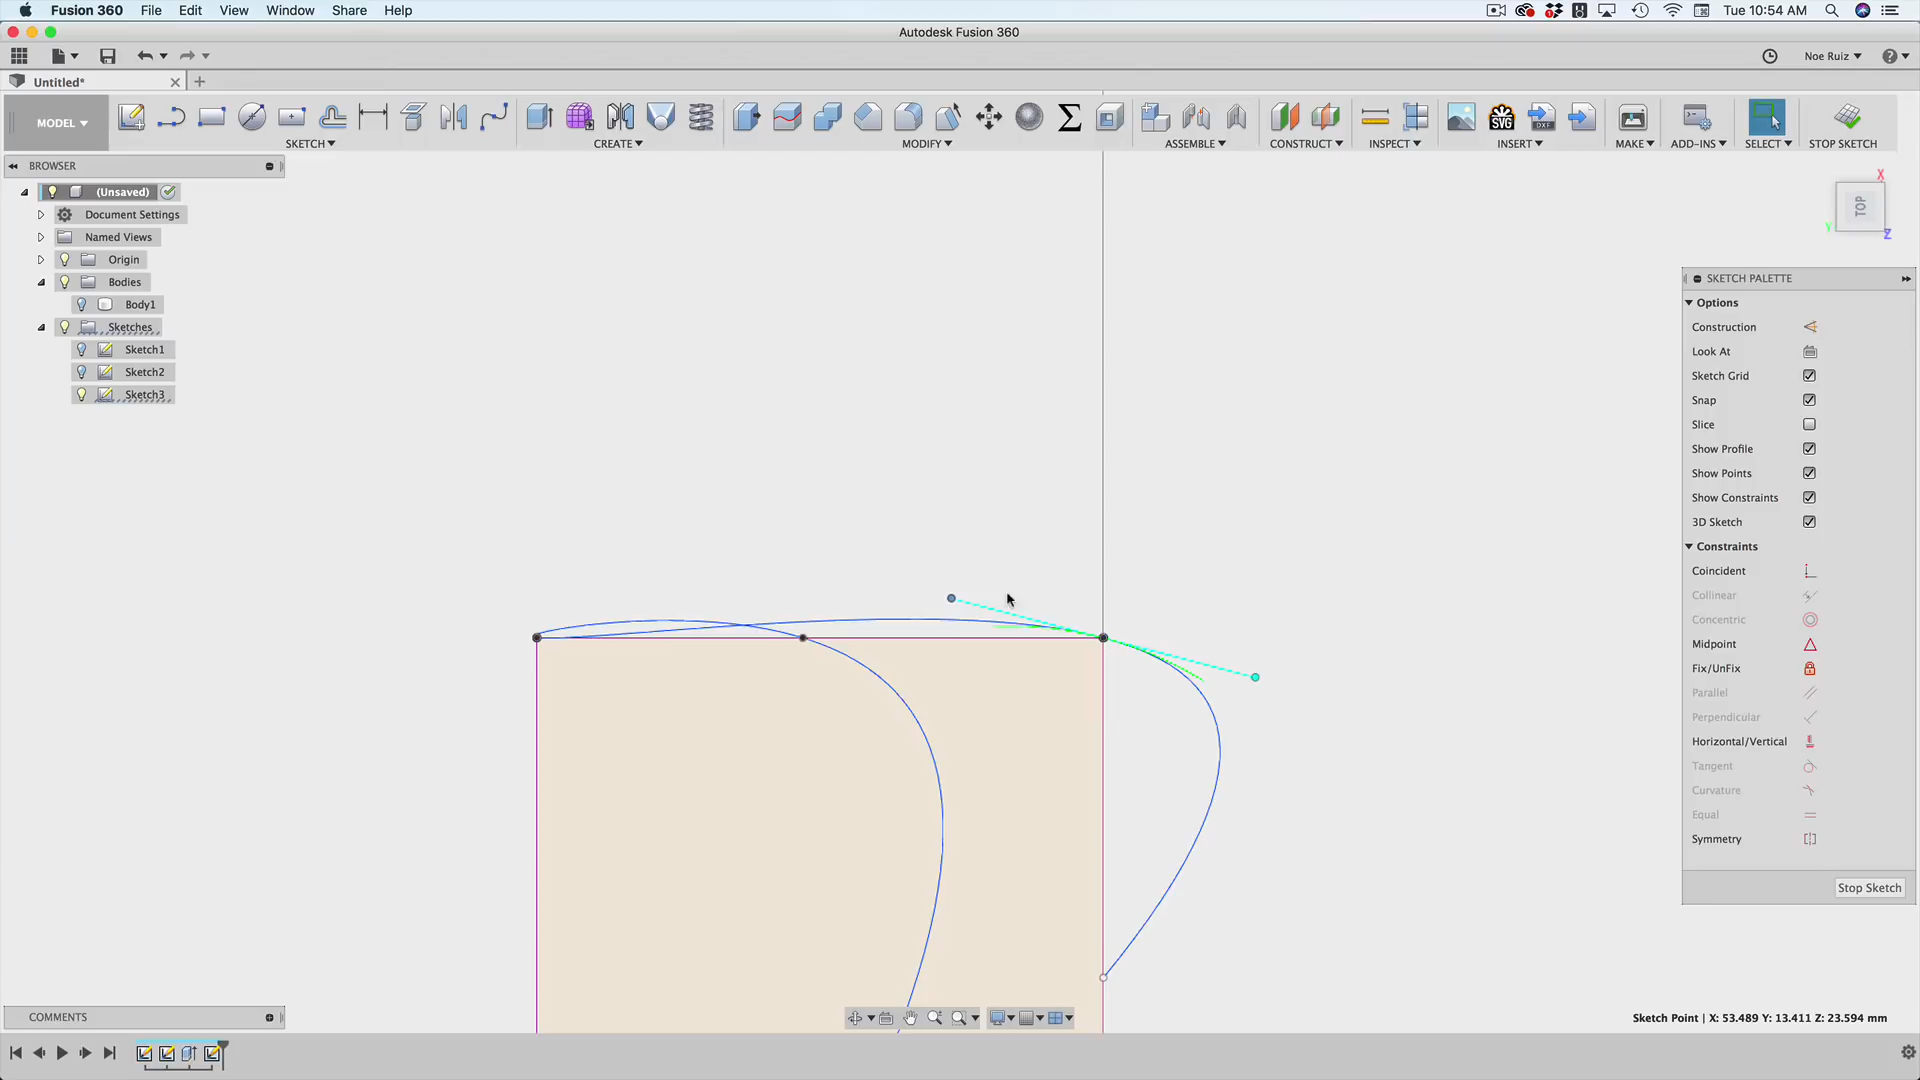 Fusion 360 File Edit View Window Share Help Tue 10:54 AM
Autodesk Fusion 360
Noe Ruiz
Untitled*
MODEL
SVG
DXF
SKETCH CREATE MODIFY ASSEMBLE CONSTRUCT INSPECT INSERT MAKE ADD-INS SELECT STOP SKETCH
BROWSER
(Unsaved)
Document Settings
Named Views
Origin
Bodies
Body1
Sketches
Sketch1
Sketch2
Sketch3
X
TOP
Y
Z
SKETCH PALETTE
Options
Construction
Look At
Sketch Grid
Snap
Slice
Show Profile
Show Points
Show Constraints
3D Sketch
Constraints
Coincident
Collinear
Concentric
Midpoint
Fix/UnFix
Parallel
Perpendicular
Horizontal/Vertical
Tangent
Curvature
Equal
Symmetry
Stop Sketch
COMMENTS
Sketch Point | X: 53.489 Y: 13.411 Z: 23.594 mm